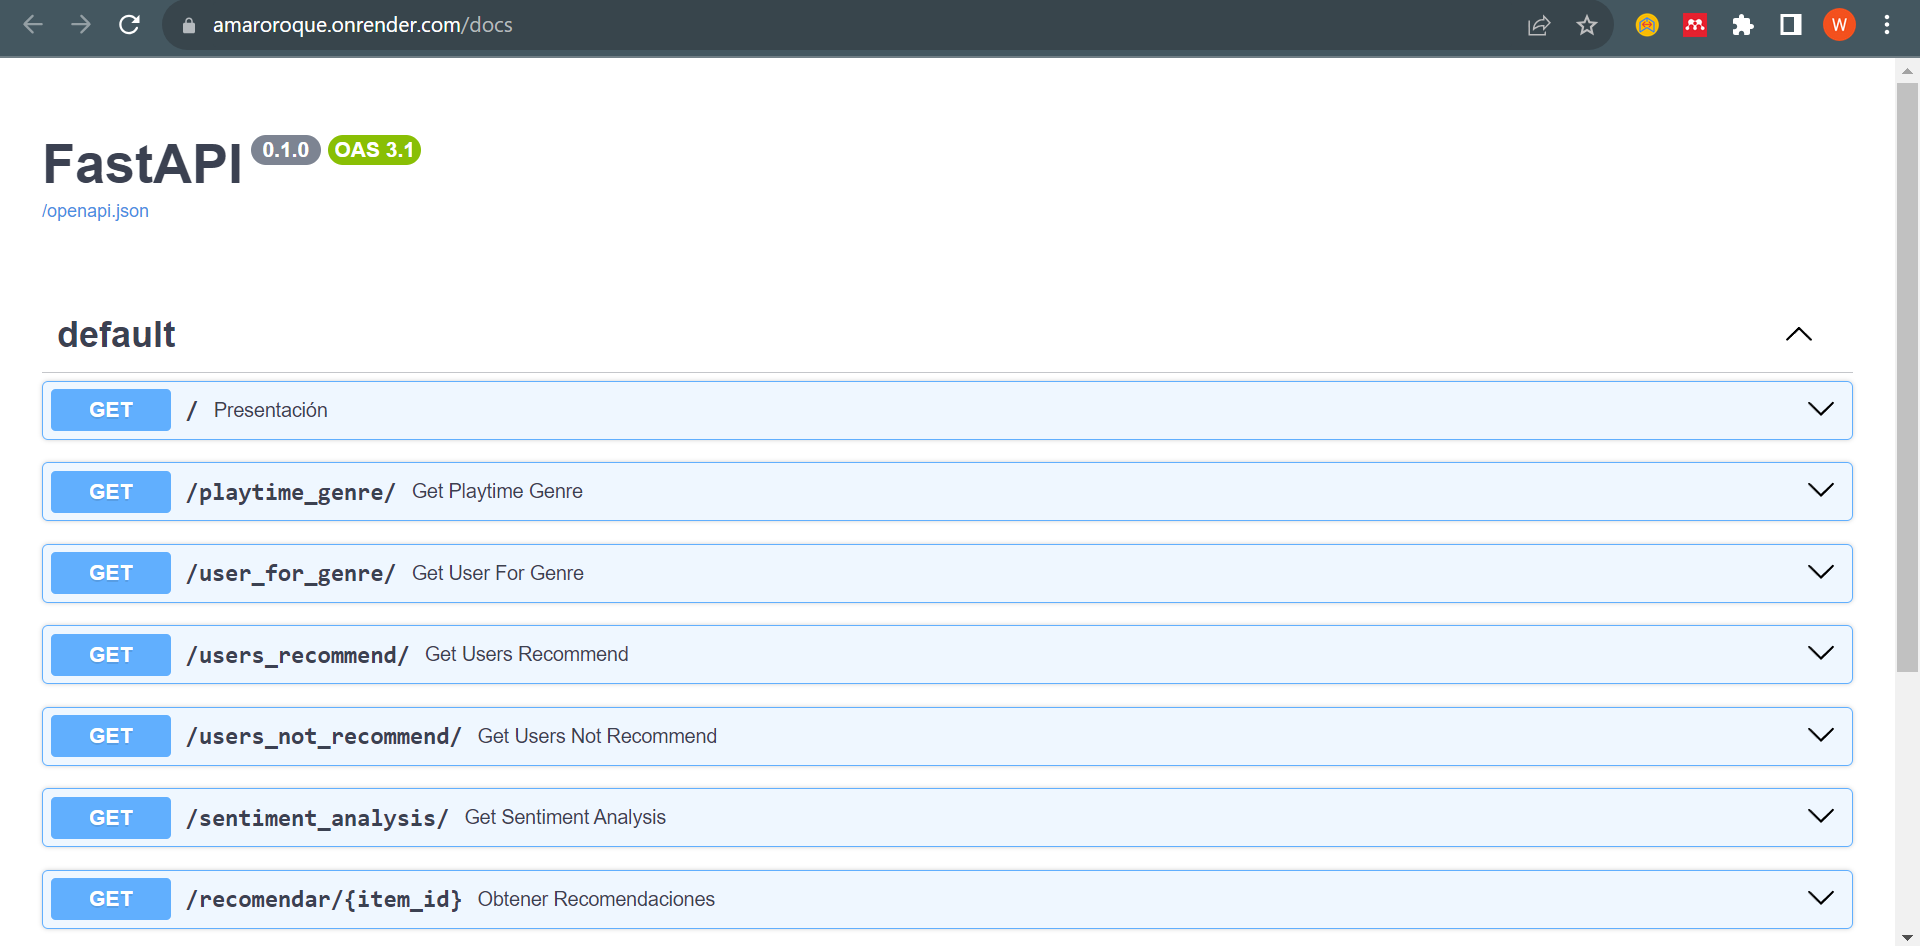 amaroroque.onrender.com/docs
W
FastAPI 0.1.0 OAS 3.1
/openapi.json
default
GET / Presentación
GET /playtime_genre/ Get Playtime Genre
GET /user_for_genre/ Get User For Genre
GET /users_recommend/ Get Users Recommend
GET /users_not_recommend/ Get Users Not Recommend
GET /sentiment_analysis/ Get Sentiment Analysis
GET /recomendar/{item_id} Obtener Recomendaciones